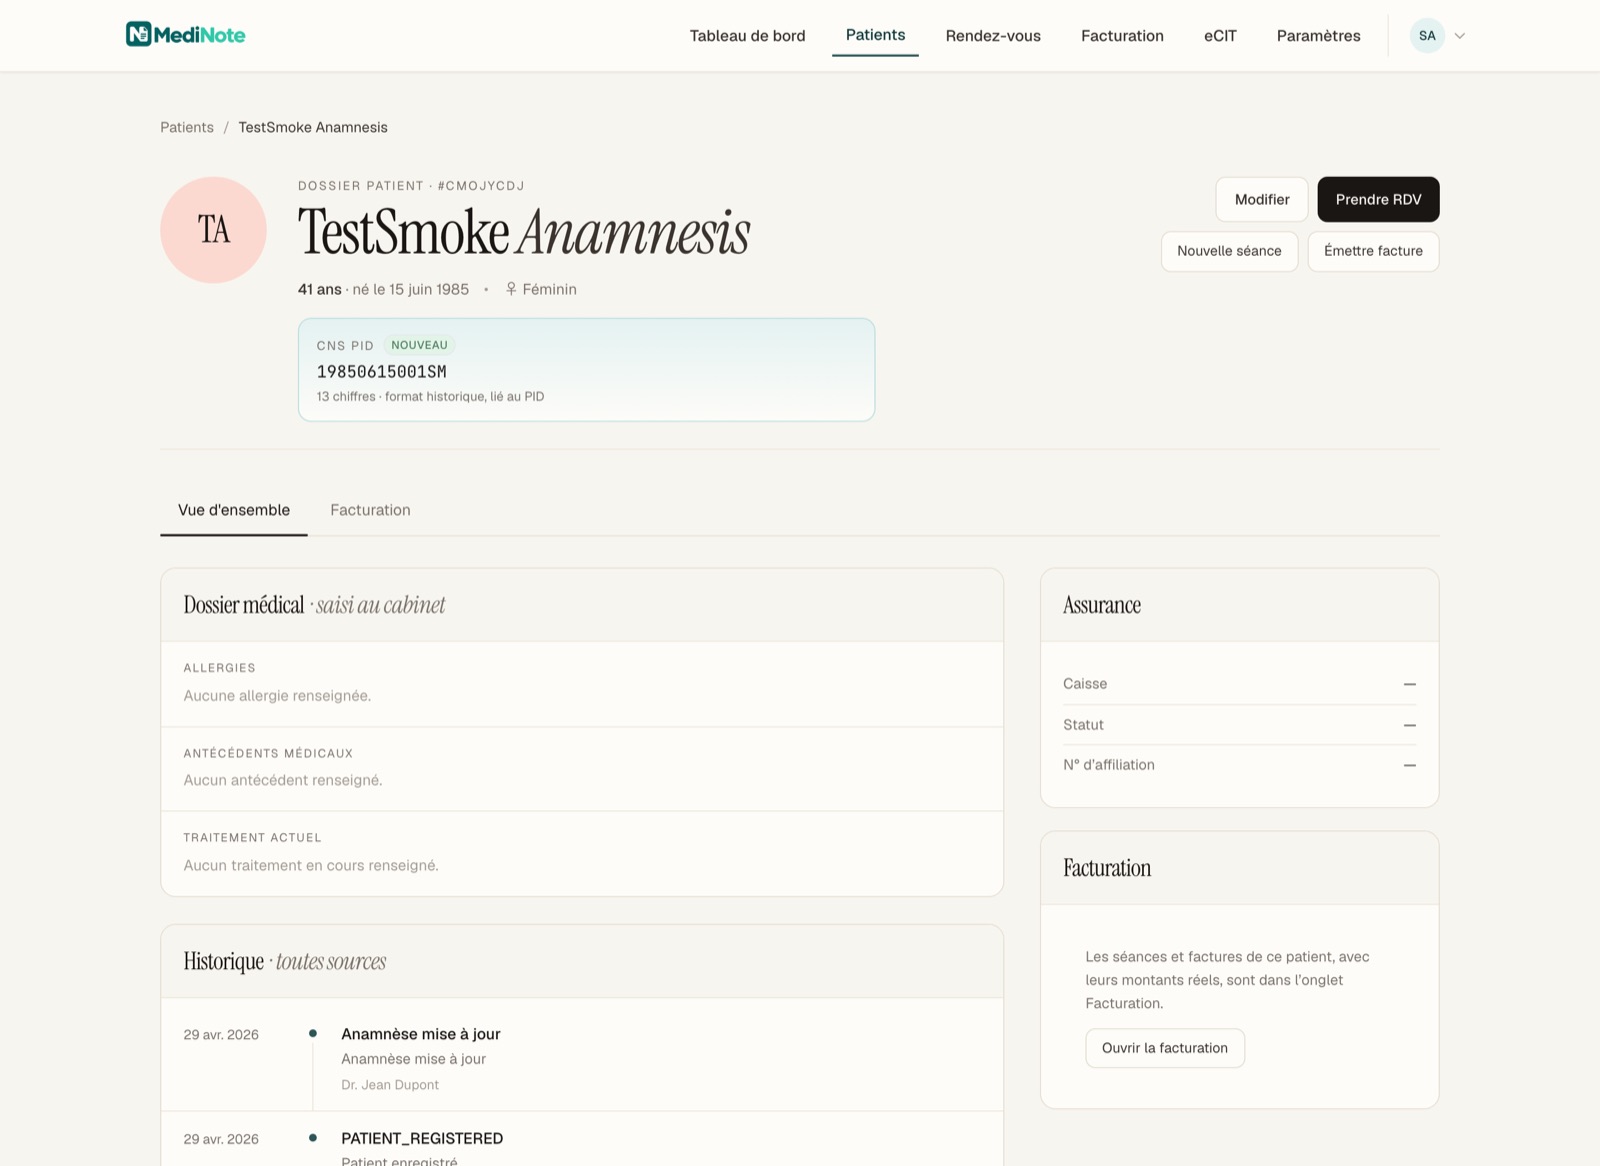 MediNote
Tableau de bord
Patients
Rendez-vous
Facturation
eCIT
Paramètres
SA
Patients / TestSmoke Anamnesis
TA
DOSSIER PATIENT · #CMOJYCDJ
TestSmoke Anamnesis
41 ans · né le 15 juin 1985 • ♀ Féminin
Modifier
Prendre RDV
Nouvelle séance
Émettre facture
CNS PID NOUVEAU
19850615001SM
13 chiffres · format historique, lié au PID
Vue d'ensemble
Facturation
Dossier médical · saisi au cabinet
ALLERGIES
Aucune allergie renseignée.
ANTÉCÉDENTS MÉDICAUX
Aucun antécédent renseigné.
TRAITEMENT ACTUEL
Aucun traitement en cours renseigné.
Historique · toutes sources
29 avr. 2026
Anamnèse mise à jour
Anamnèse mise à jour
Dr. Jean Dupont
29 avr. 2026
PATIENT_REGISTERED
Patient enregistré
Assurance
Caisse —
Statut —
N° d'affiliation —
Facturation
Les séances et factures de ce patient, avec
leurs montants réels, sont dans l'onglet
Facturation.
Ouvrir la facturation